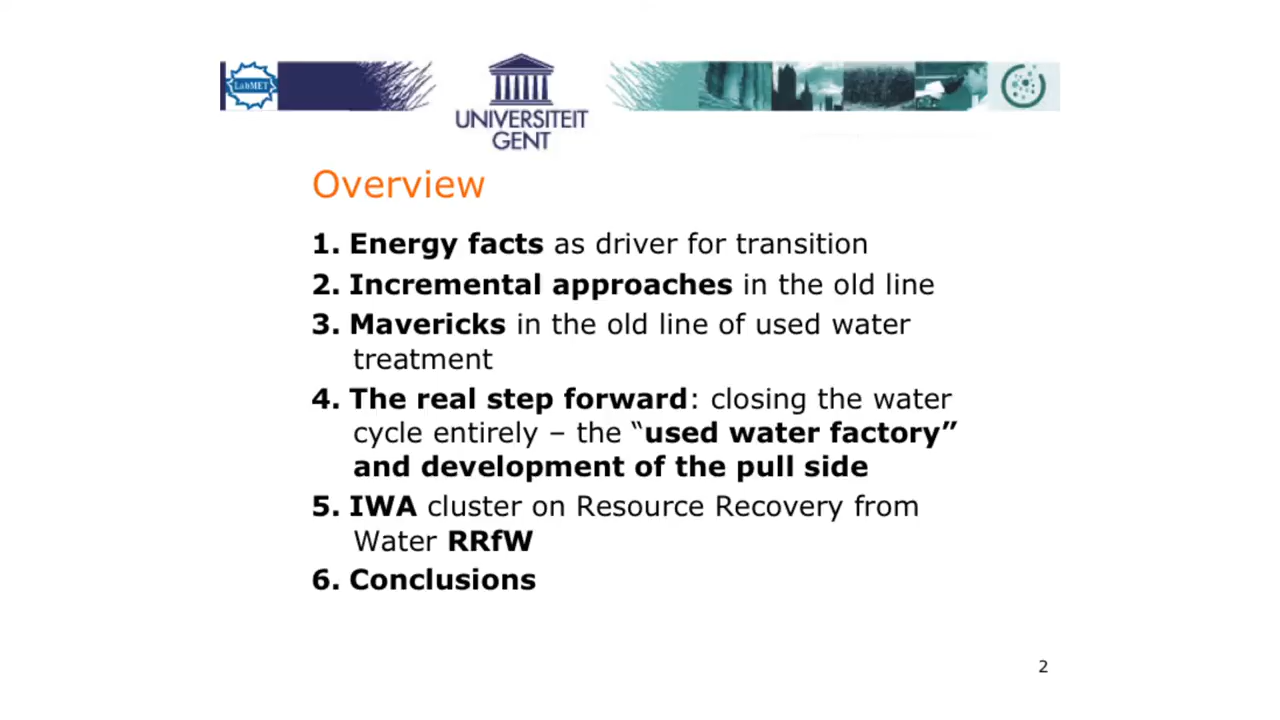 LabMET
UNIVERSITEIT
GENT
Overview
1. Energy facts as driver for transition
2. Incremental approaches in the old line
3. Mavericks in the old line of used water
treatment
4. The real step forward: closing the water
cycle entirely – the “used water factory”
and development of the pull side
5. IWA cluster on Resource Recovery from
Water RRfW
6. Conclusions
2